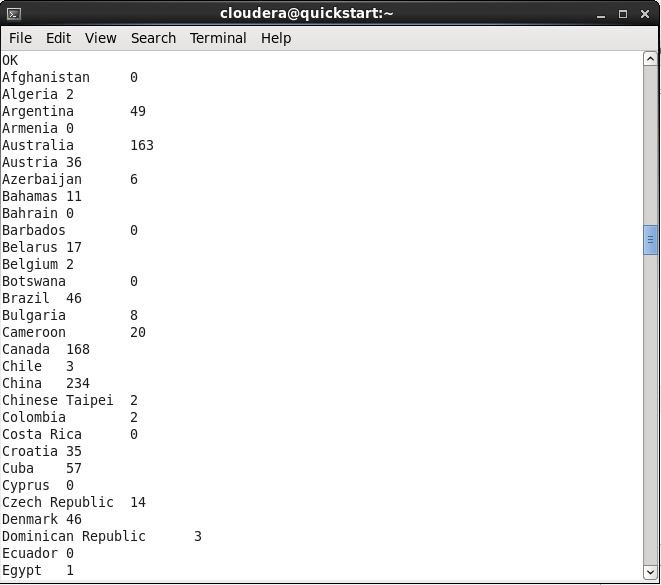 cloudera@quickstart:~
File Edit View Search Terminal Help
OK
Afghanistan 0
Algeria 2
Argentina 49
Armenia 0
Australia 163
Austria 36
Azerbaijan 6
Bahamas 11
Bahrain 0
Barbados 0
Belarus 17
Belgium 2
Botswana 0
Brazil 46
Bulgaria 8
Cameroon 20
Canada 168
Chile 3
China 234
Chinese Taipei 2
Colombia 2
Costa Rica 0
Croatia 35
Cuba 57
Cyprus 0
Czech Republic 14
Denmark 46
Dominican Republic 3
Ecuador 0
Egypt 1